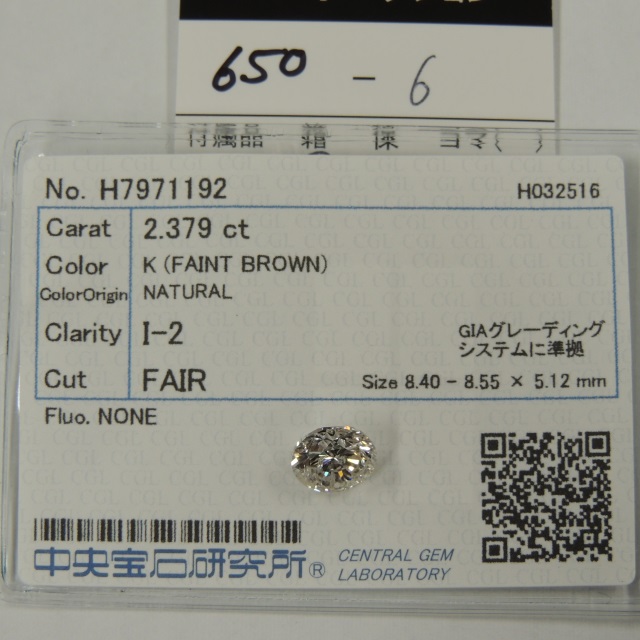 650 - 6
付属品 箱 保 コマ( )
No. H7971192
H032516
Carat 2.379 ct
Color K (FAINT BROWN)
ColorOrigin NATURAL
Clarity I-2
GIAグレーディング
システムに準拠
Cut FAIR
Size 8.40 - 8.55 × 5.12 mm
Fluo. NONE
中央宝石研究所®
CENTRAL GEM
LABORATORY